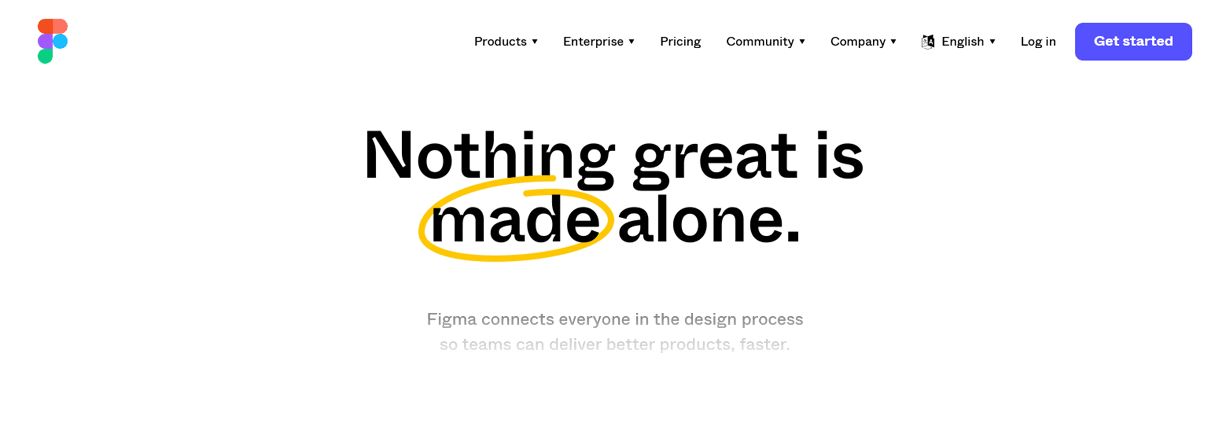 Products ▼ Enterprise ▼ Pricing Community ▼ Company ▼ English ▼ Log in Get started
Nothing great is
made alone.
Figma connects everyone in the design process
so teams can deliver better products, faster.